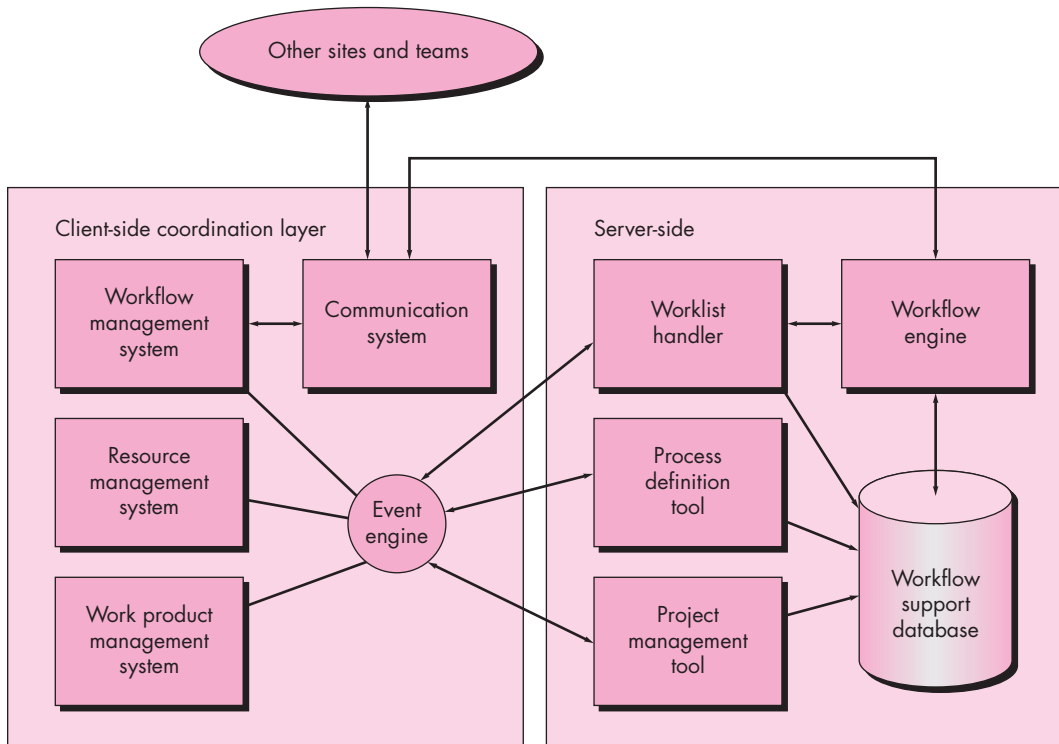 Other sites and teams
Client-side coordination layer
Workflow
management
system
Communication
system
Resource
management
system
Event
engine
Work product
management
system
Server-side
Worklist
handler
Workflow
engine
Process
definition
tool
Project
management
tool
Workflow
support
database